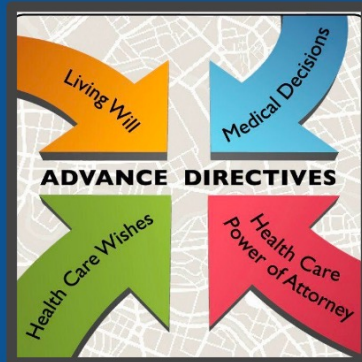 Living Will
Medical Decisions
ADVANCE DIRECTIVES
Health Care Wishes
Health Care
Power of Attorney